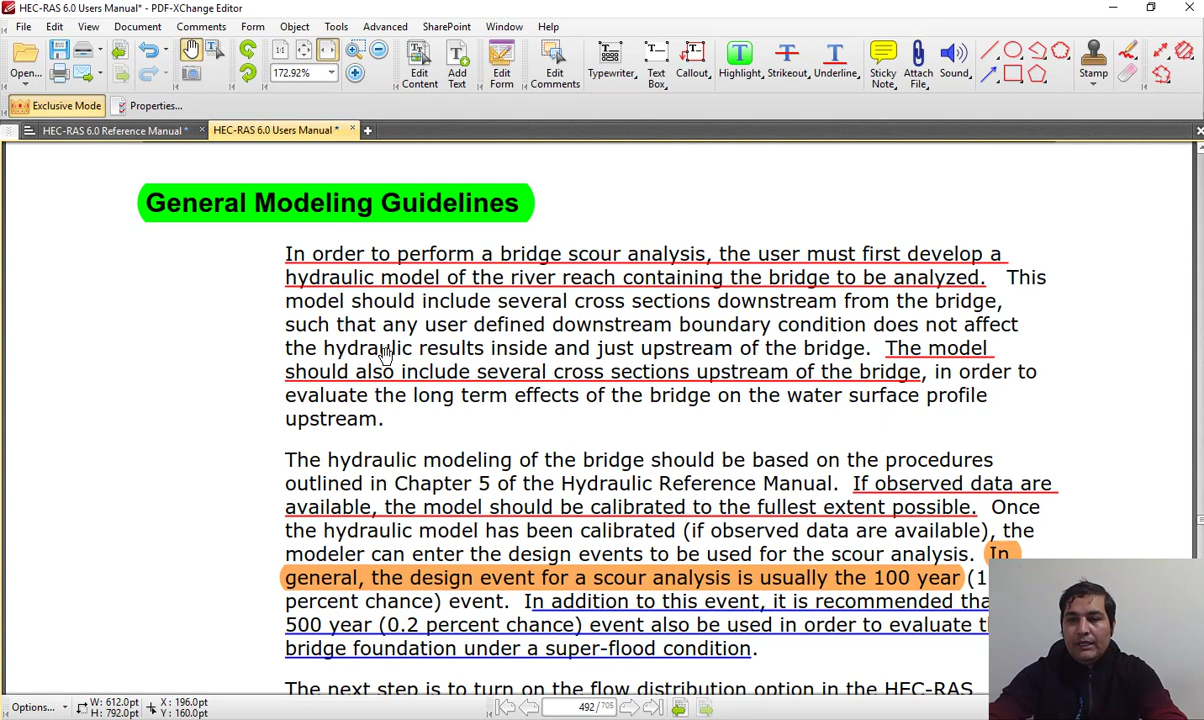 HEC-RAS 6.0 Users Manual* - PDF-XChange Editor
File Edit View Document Comments Form Object Tools Advanced SharePoint Window Help
Open... 172.92% Edit Content Add Text Edit Form Edit Comments Typewriter Text Box Callout Highlight Strikeout Underline Sticky Note Attach File Sound Stamp
Exclusive Mode Properties...
HEC-RAS 6.0 Reference Manual * HEC-RAS 6.0 Users Manual *
General Modeling Guidelines
In order to perform a bridge scour analysis, the user must first develop a
hydraulic model of the river reach containing the bridge to be analyzed. This
model should include several cross sections downstream from the bridge,
such that any user defined downstream boundary condition does not affect
the hydraulic results inside and just upstream of the bridge. The model
should also include several cross sections upstream of the bridge, in order to
evaluate the long term effects of the bridge on the water surface profile
upstream.
The hydraulic modeling of the bridge should be based on the procedures
outlined in Chapter 5 of the Hydraulic Reference Manual. If observed data are
available, the model should be calibrated to the fullest extent possible. Once
the hydraulic model has been calibrated (if observed data are available), the
modeler can enter the design events to be used for the scour analysis. In
general, the design event for a scour analysis is usually the 100 year (1
percent chance) event. In addition to this event, it is recommended
500 year (0.2 percent chance) event also be used in order to evaluate
bridge foundation under a super-flood condition.
The next step is to turn on the flow distribution option in the HEC-RAS
Options... W: 612.0pt X: 196.0pt 492 / 705
H: 792.0pt Y: 160.0pt